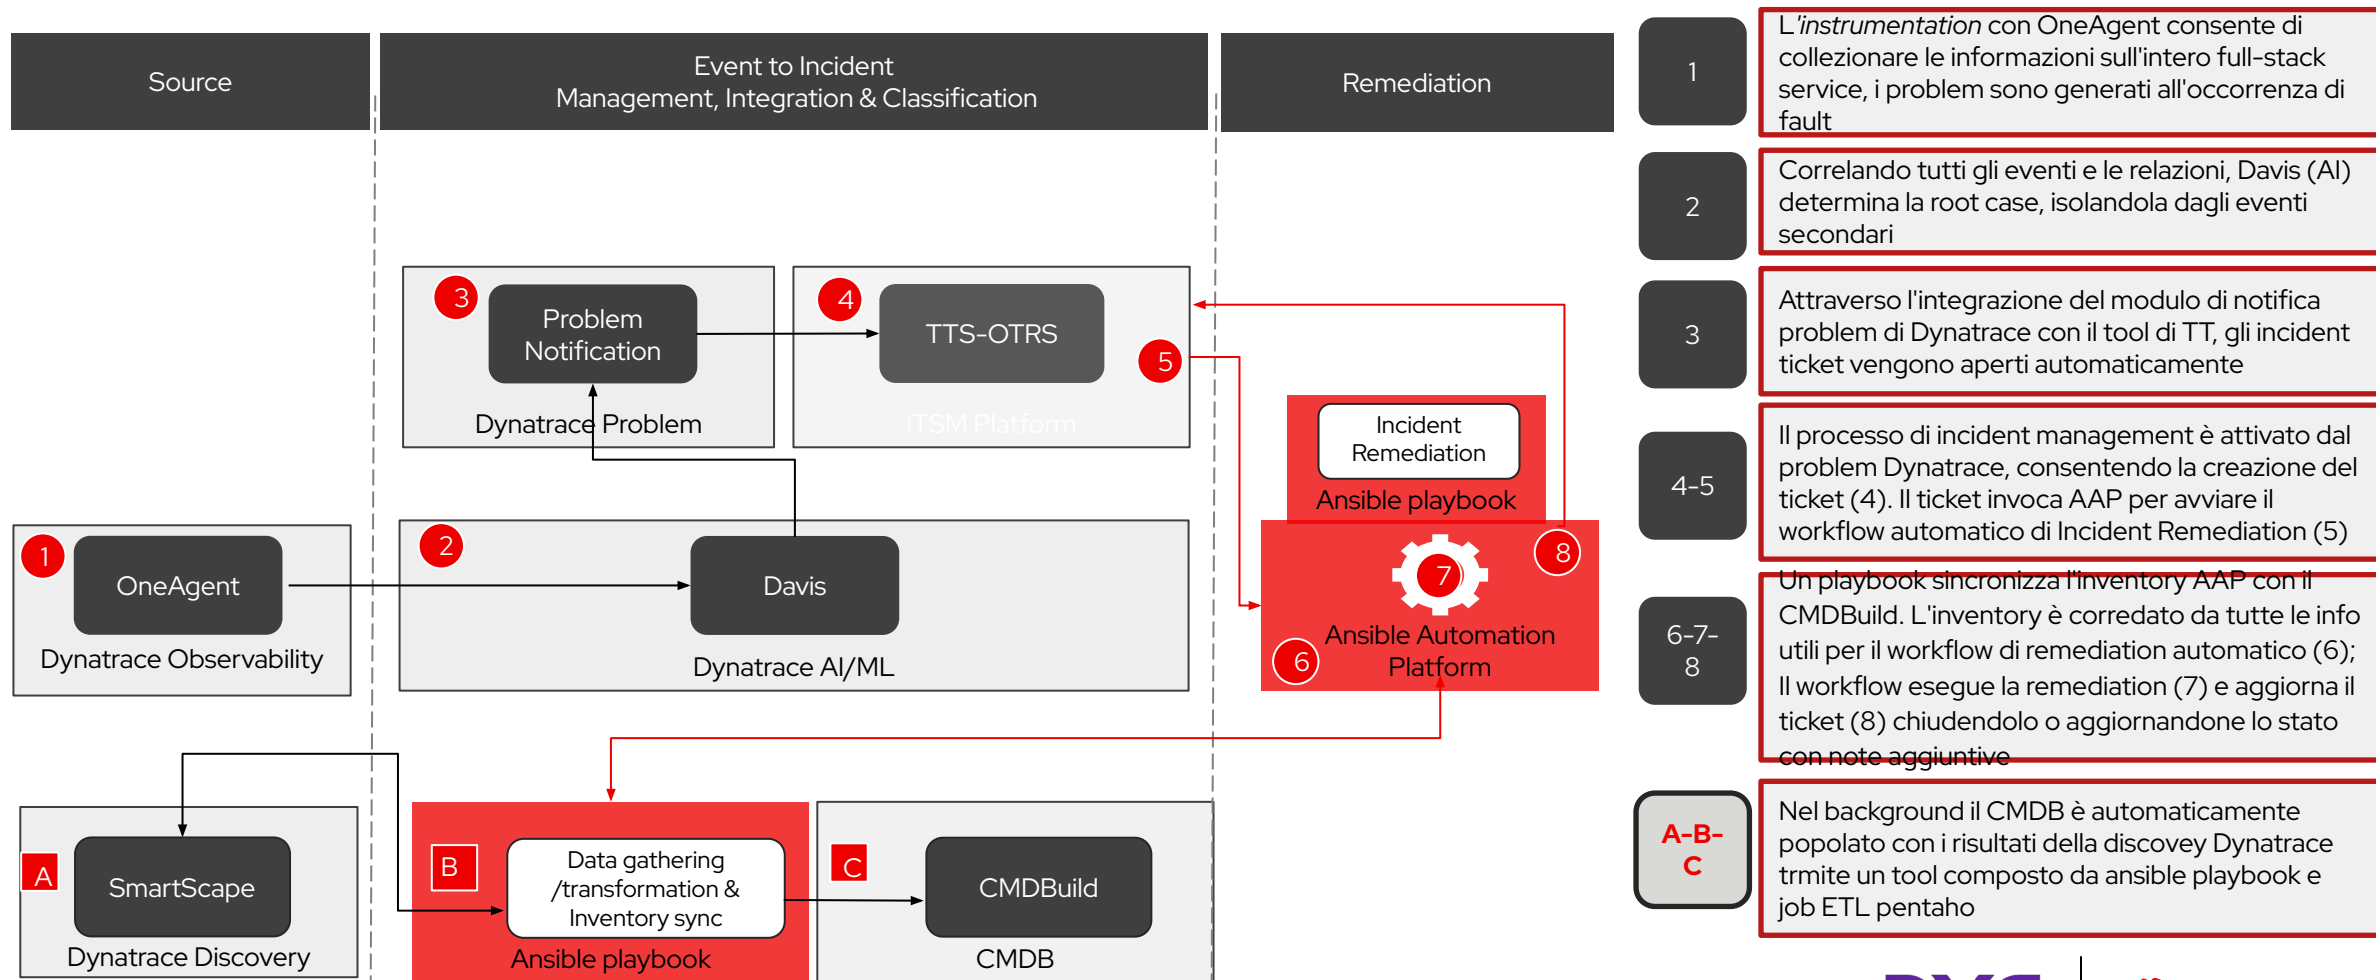 Source
Event to Incident
Management, Integration & Classification
Remediation
3
Problem
Notification
Dynatrace Problem
4
TTS-OTRS
5
ITSM Platform
Incident
Remediation
Ansible playbook
1
OneAgent
Dynatrace Observability
2
Davis
Dynatrace AI/ML
7
8
6
Ansible Automation
Platform
A
SmartScape
Dynatrace Discovery
B
Data gathering
/transformation &
Inventory sync
Ansible playbook
C
CMDBuild
CMDB
1
L'instrumentation con OneAgent consente di
collezionare le informazioni sull'intero full-stack
service, i problem sono generati all'occorrenza di
fault
2
Correlando tutti gli eventi e le relazioni, Davis (AI)
determina la root case, isolandola dagli eventi
secondari
3
Attraverso l'integrazione del modulo di notifica
problem di Dynatrace con il tool di TT, gli incident
ticket vengono aperti automaticamente
4-5
Il processo di incident management è attivato dal
problem Dynatrace, consentendo la creazione del
ticket (4). Il ticket invoca AAP per avviare il
workflow automatico di Incident Remediation (5)
6-7-
8
Un playbook sincronizza l'inventory AAP con il
CMDBuild. L'inventory è corredato da tutte le info
utili per il workflow di remediation automatico (6);
Il workflow esegue la remediation (7) e aggiorna il
ticket (8) chiudendolo o aggiornandone lo stato
con note aggiuntive
A-B-
C
Nel background il CMDB è automaticamente
popolato con i risultati della discovey Dynatrace
trmite un tool composto da ansible playbook e
job ETL pentaho